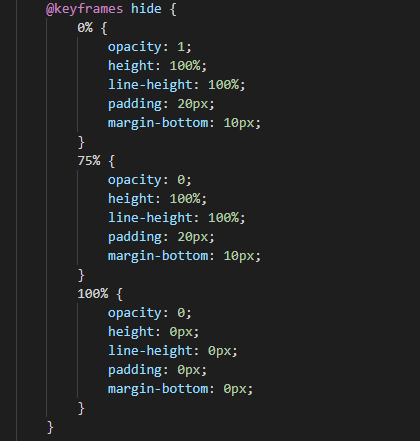 @keyframes hide {
    0% {
        opacity: 1;
        height: 100%;
        line-height: 100%;
        padding: 20px;
        margin-bottom: 10px;
    }
    75% {
        opacity: 0;
        height: 100%;
        line-height: 100%;
        padding: 20px;
        margin-bottom: 10px;
    }
    100% {
        opacity: 0;
        height: 0px;
        line-height: 0px;
        padding: 0px;
        margin-bottom: 0px;
    }
}